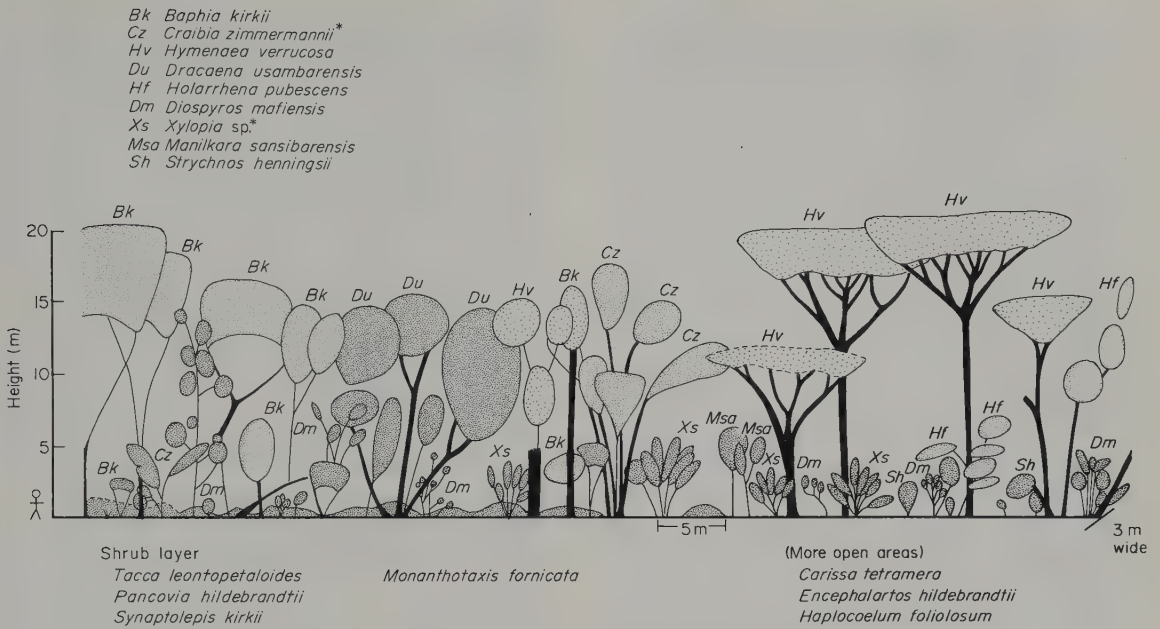 Bk Baphia kirkii
Cz Craibia zimmermannii*
Hv Hymenaea verrucosa
Du Dracaena usambarensis
Hf Holarrhena pubescens
Dm Diospyros mafiensis
Xs Xylopia sp.*
Msa Manilkara sansibarensis
Sh Strychnos henningsii
Hv
Bk Hv
20
Bk Cz
Bk Bk Hf
15 Bk Du Du Du Hv Cz Hv
Cz
Hv
10
Height (m)
Bk Dm Xs Msa Hf
5 Cz Xs Bk Msa Hf Dm
Bk Dm Dm Xs Dm Xs Sh Dm Sh
5 m
3 m
wide
Shrub layer
Tacca leontopetaloides Monanthotaxis fornicata
Pancovia hildebrandtii
Synaptolepis kirkii
(More open areas)
Carissa tetramera
Encephalartos hildebrandtii
Haplocoelum foliolosum